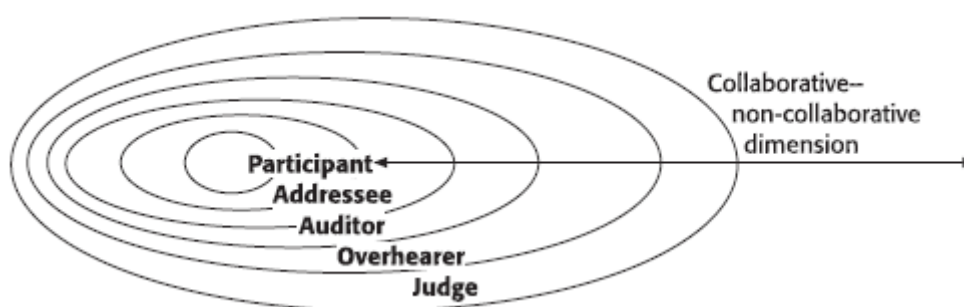 Collaborative–
non-collaborative
dimension
Participant
Addressee
Auditor
Overhearer
Judge